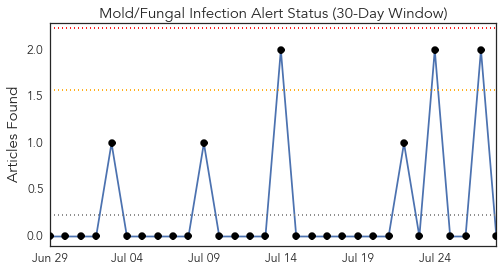 Mold/Fungal Infection Alert Status (30-Day Window)
Articles Found
2.0
1.5
1.0
0.5
0.0
Jun 29
Jul 04
Jul 09
Jul 14
Jul 19
Jul 24